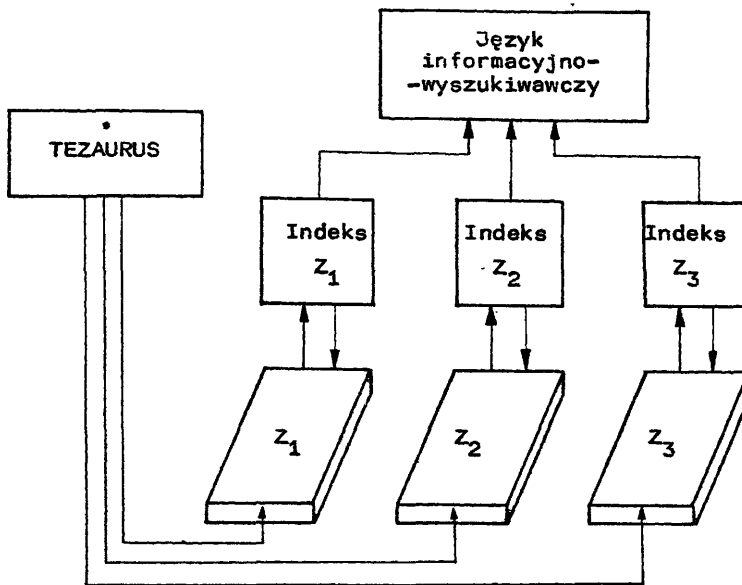 Język
informacyjno-
-wyszukiwawczy
TEZAURUS
Indeks
Z₁
Indeks
Z₂
Indeks
Z₃
Z₁
Z₂
Z₃